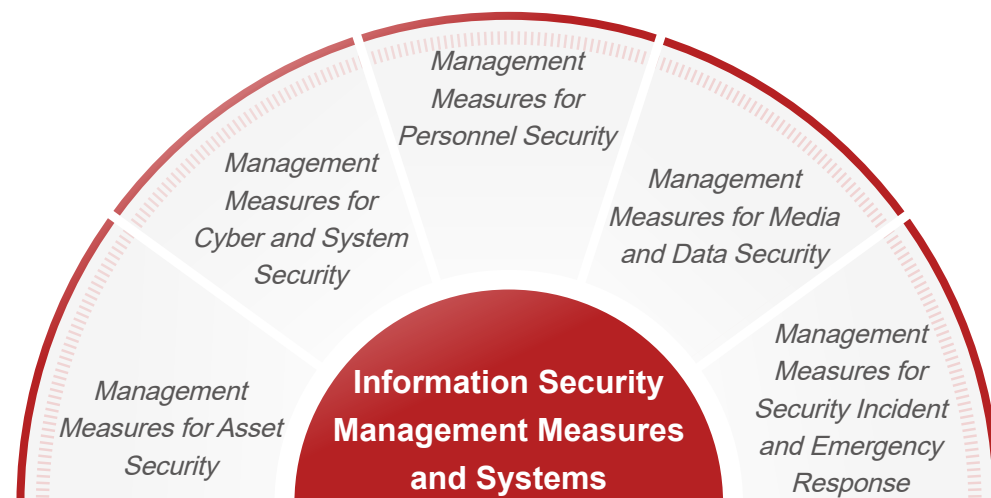 Management
Measures for
Personnel Security
Management
Measures for
Cyber and System
Security
Management
Measures for Media
and Data Security
Management
Measures for Asset
Security
Management
Measures for
Security Incident
and Emergency
Response
Information Security
Management Measures
and Systems